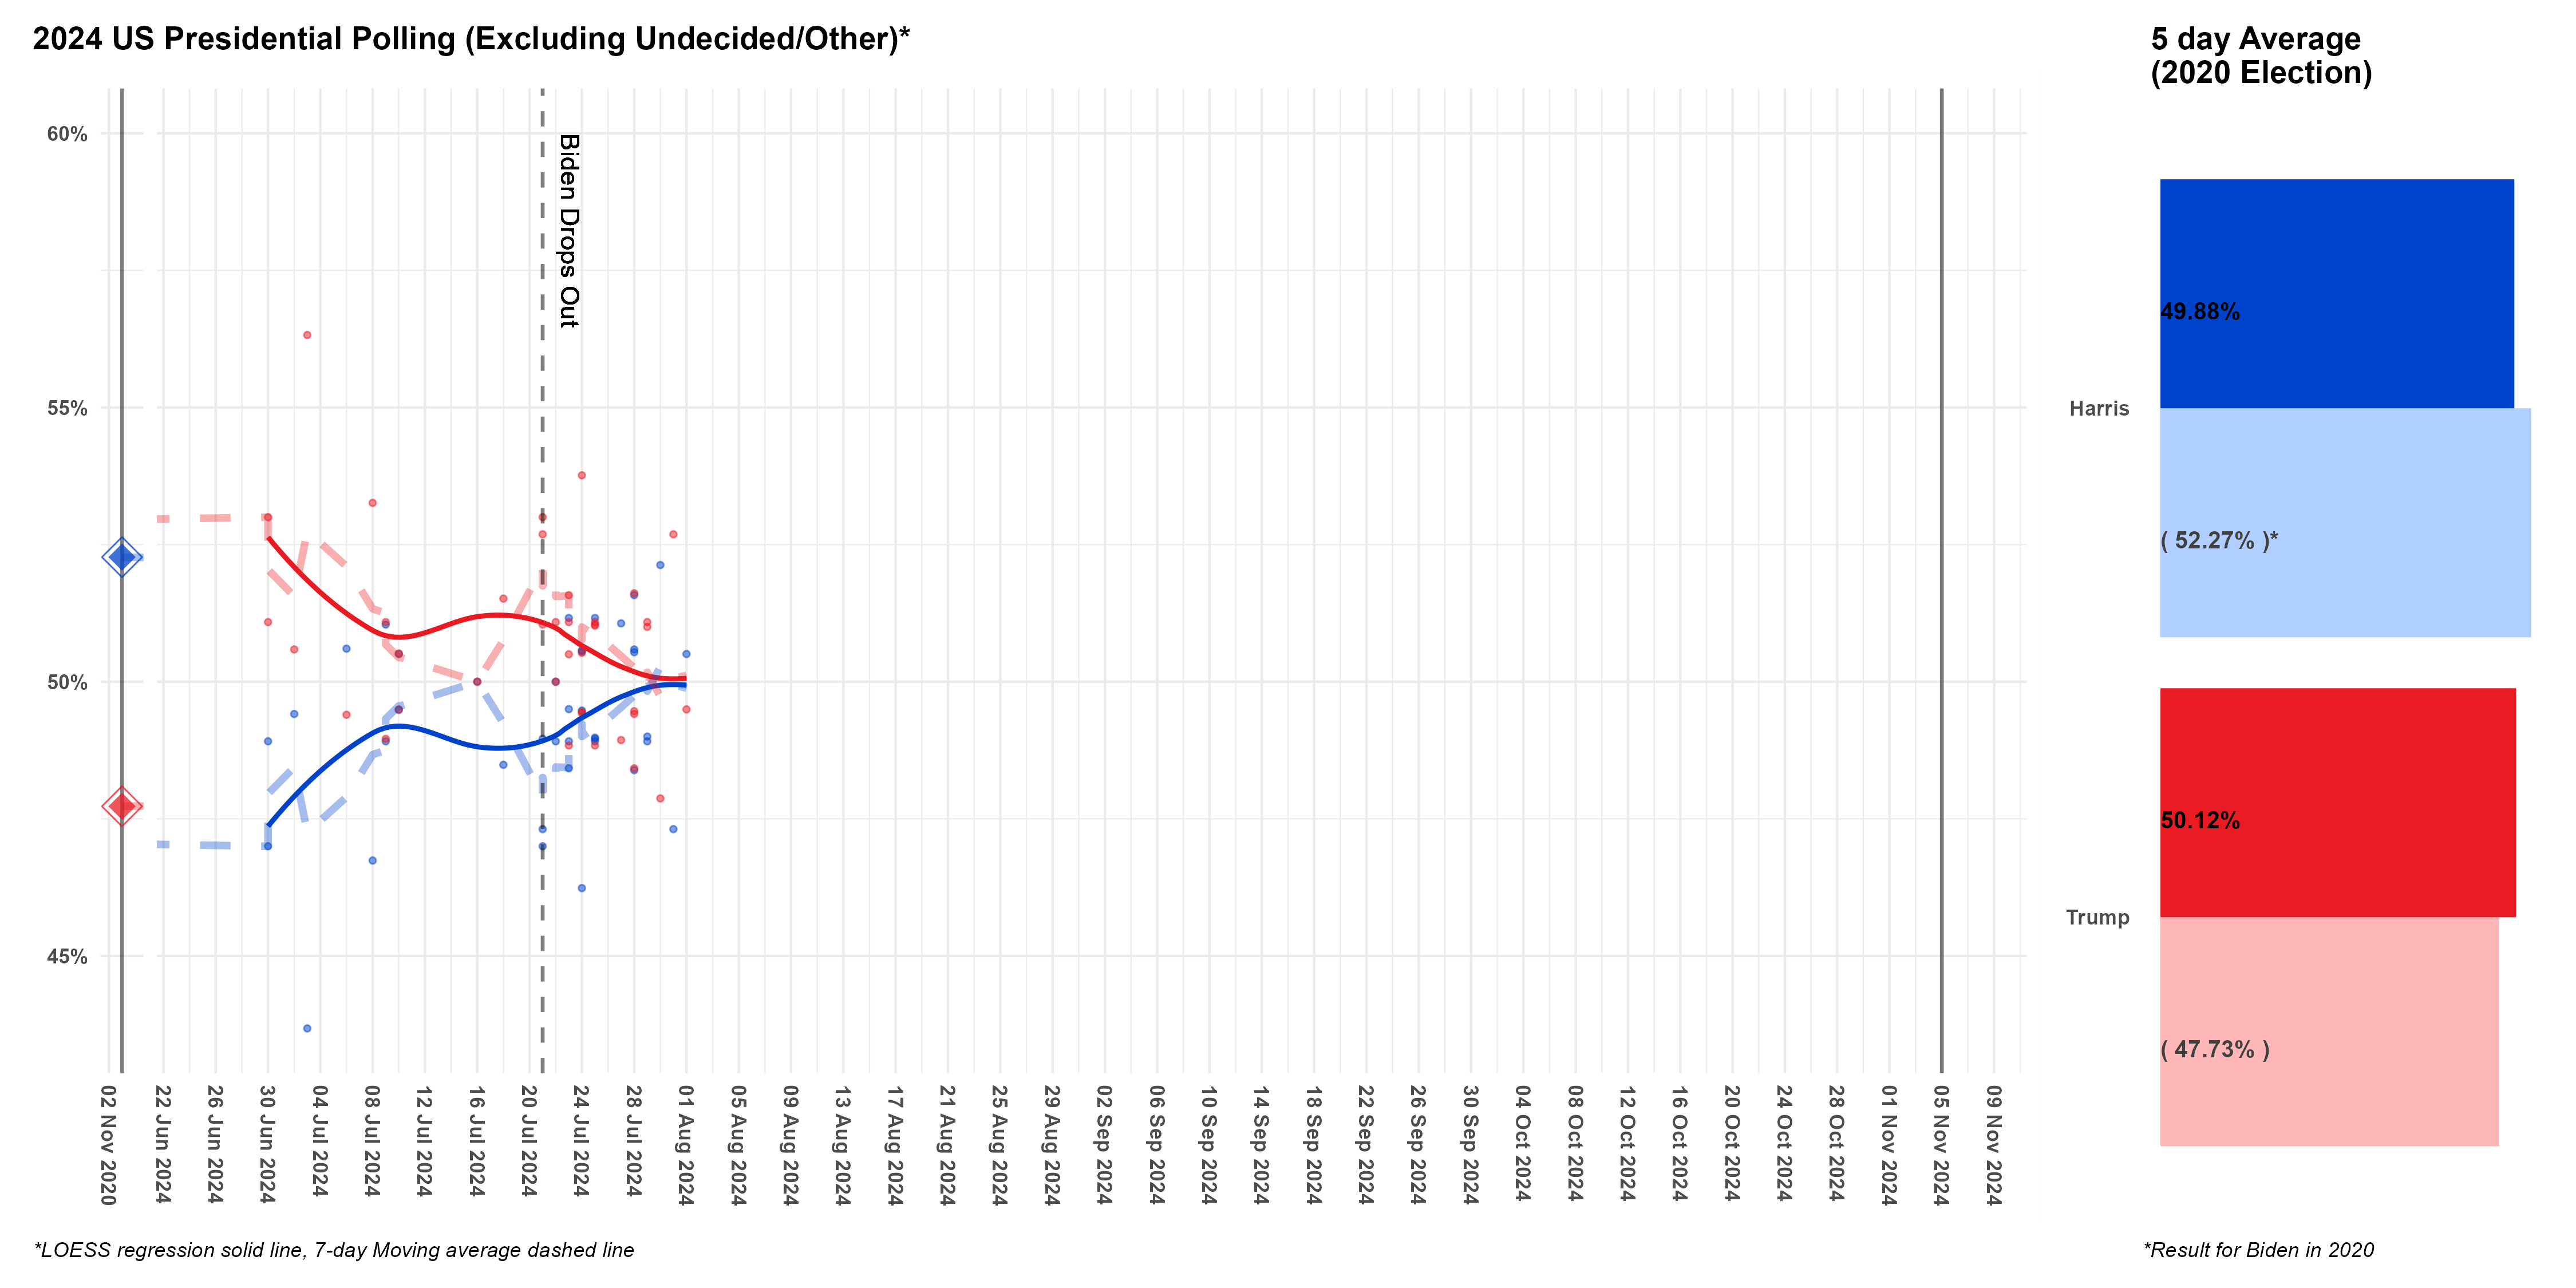 2024 US Presidential Polling (Excluding Undecided/Other)*
5 day Average
(2020 Election)
60%
55%
50%
45%
Biden Drops Out
02 Nov 2020
22 Jun 2024
26 Jun 2024
30 Jun 2024
04 Jul 2024
08 Jul 2024
12 Jul 2024
16 Jul 2024
20 Jul 2024
24 Jul 2024
28 Jul 2024
01 Aug 2024
05 Aug 2024
09 Aug 2024
13 Aug 2024
17 Aug 2024
21 Aug 2024
25 Aug 2024
29 Aug 2024
02 Sep 2024
06 Sep 2024
10 Sep 2024
14 Sep 2024
18 Sep 2024
22 Sep 2024
26 Sep 2024
30 Sep 2024
04 Oct 2024
08 Oct 2024
12 Oct 2024
16 Oct 2024
20 Oct 2024
24 Oct 2024
28 Oct 2024
01 Nov 2024
05 Nov 2024
09 Nov 2024
49.88%
Harris
( 52.27% )*
50.12%
Trump
( 47.73% )
*LOESS regression solid line, 7-day Moving average dashed line
*Result for Biden in 2020